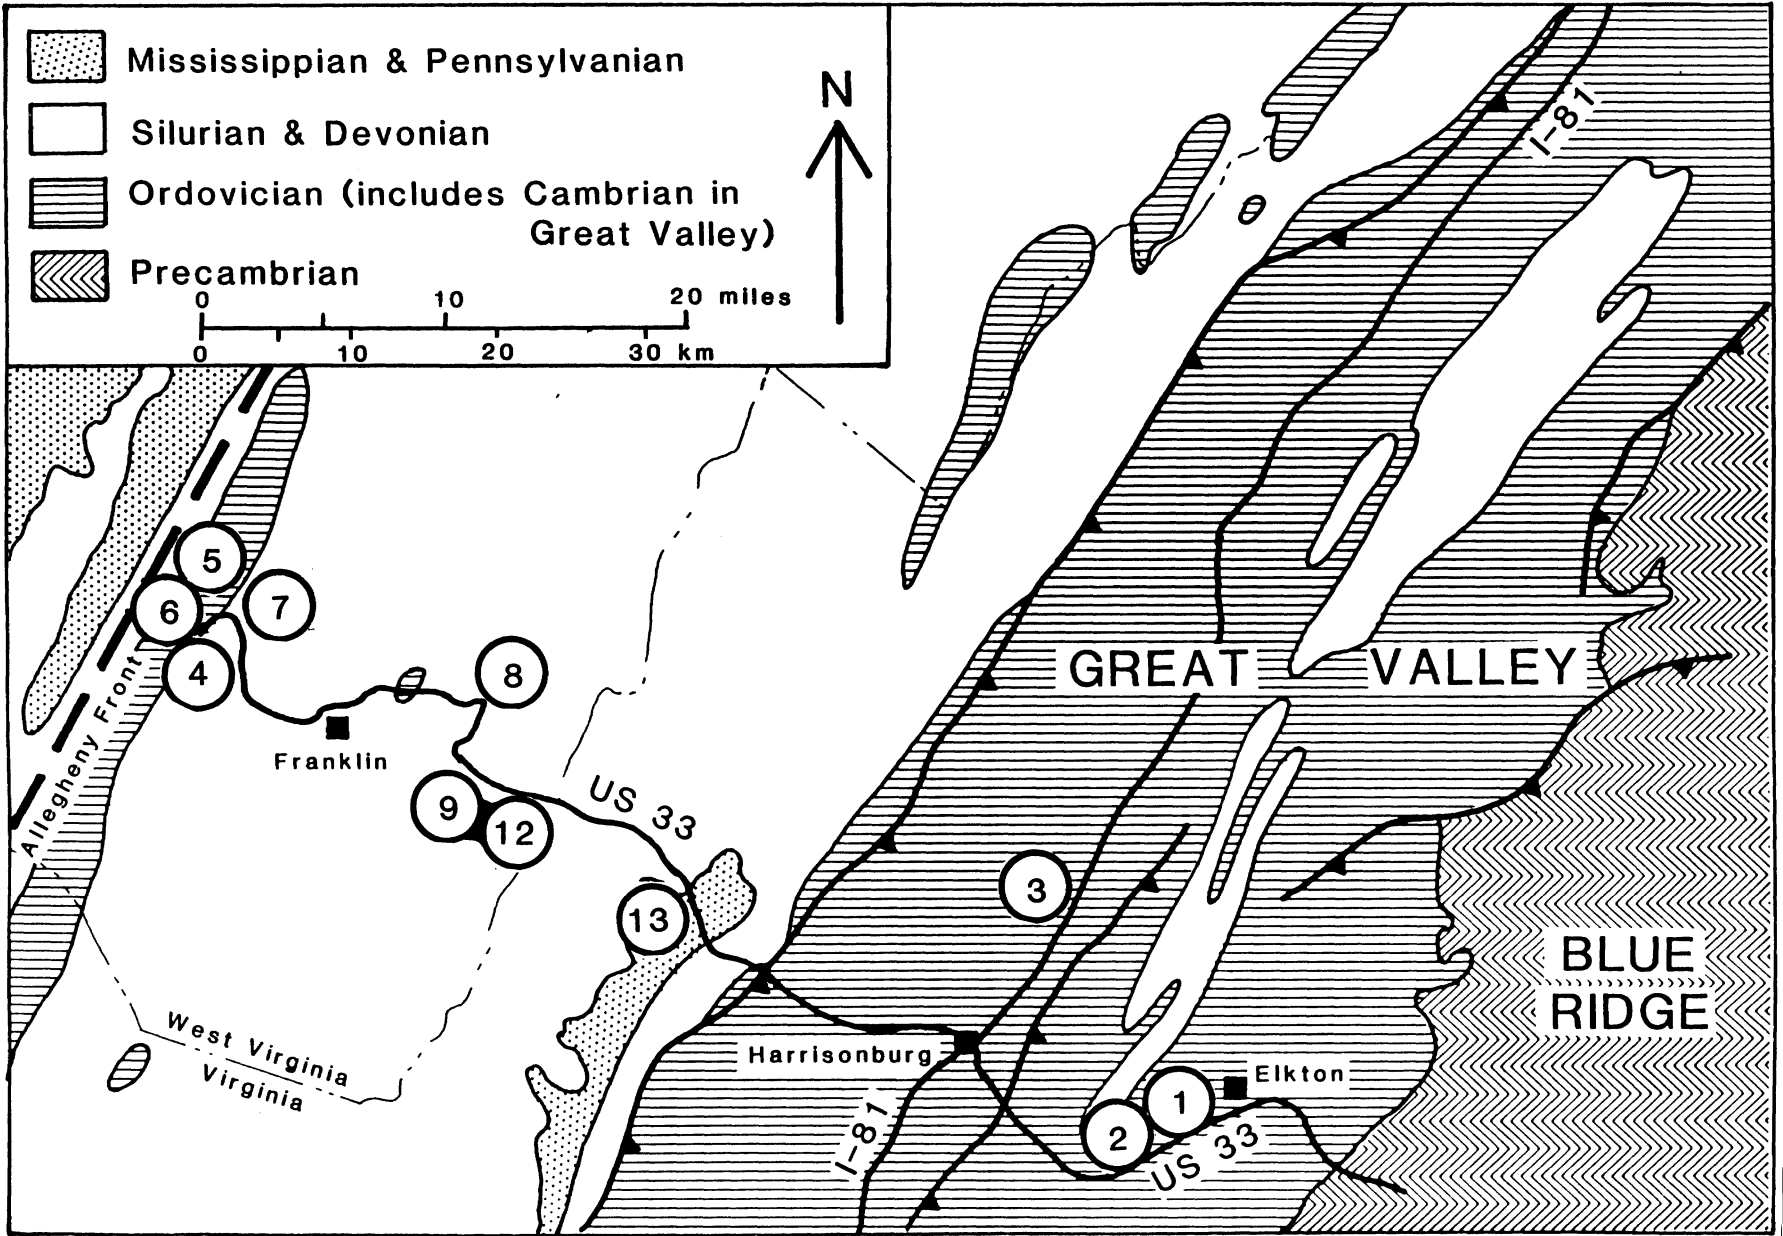 Mississippian & Pennsylvanian
Silurian & Devonian
Ordovician (includes Cambrian in
Great Valley)
Precambrian
0 10 20 miles
0 10 20 30 km
N
I-81
5
6
7
4
8
Allegheny Front
Franklin
GREAT VALLEY
9
12
US 33
3
13
BLUE
RIDGE
West Virginia
Virginia
Harrisonburg
Elkton
1
2
US 33
I-81